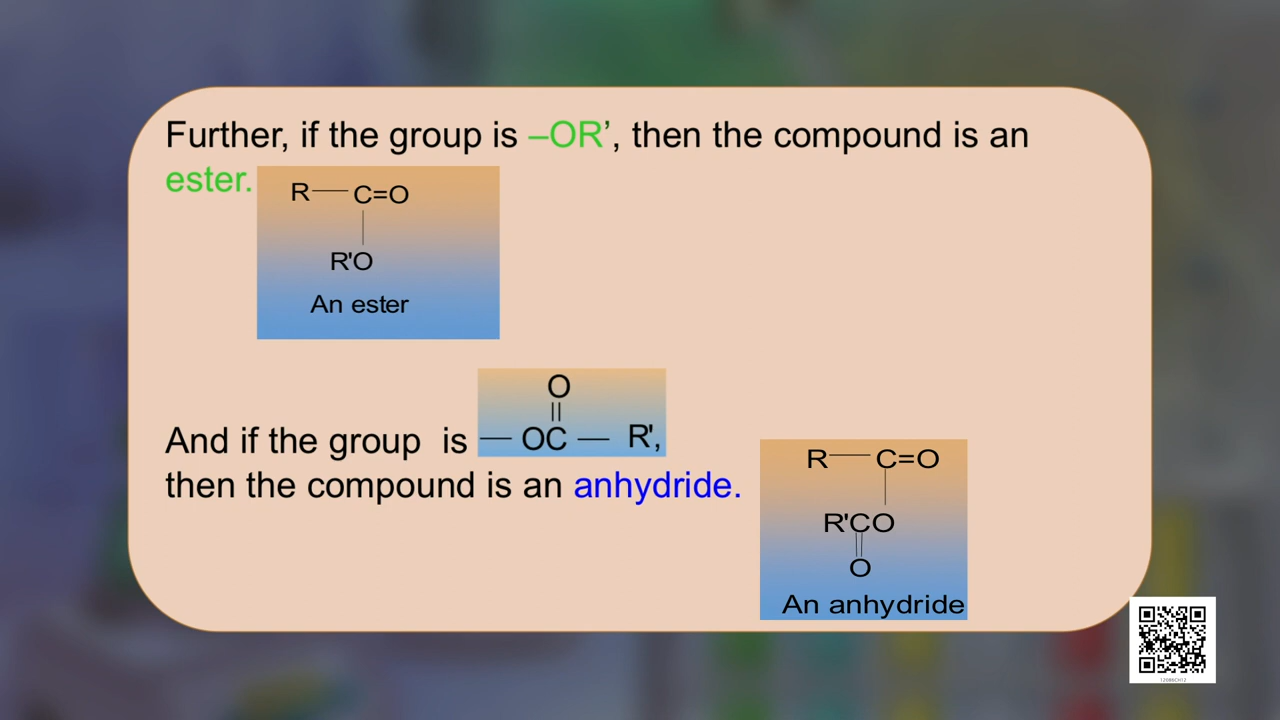 Further, if the group is –OR’, then the compound is an
ester.
R — C=O
|
R'O
An ester
O
||
And if the group is — OC — R',
then the compound is an anhydride.
R — C=O
|
R'CO
||
O
An anhydride
12086CH12